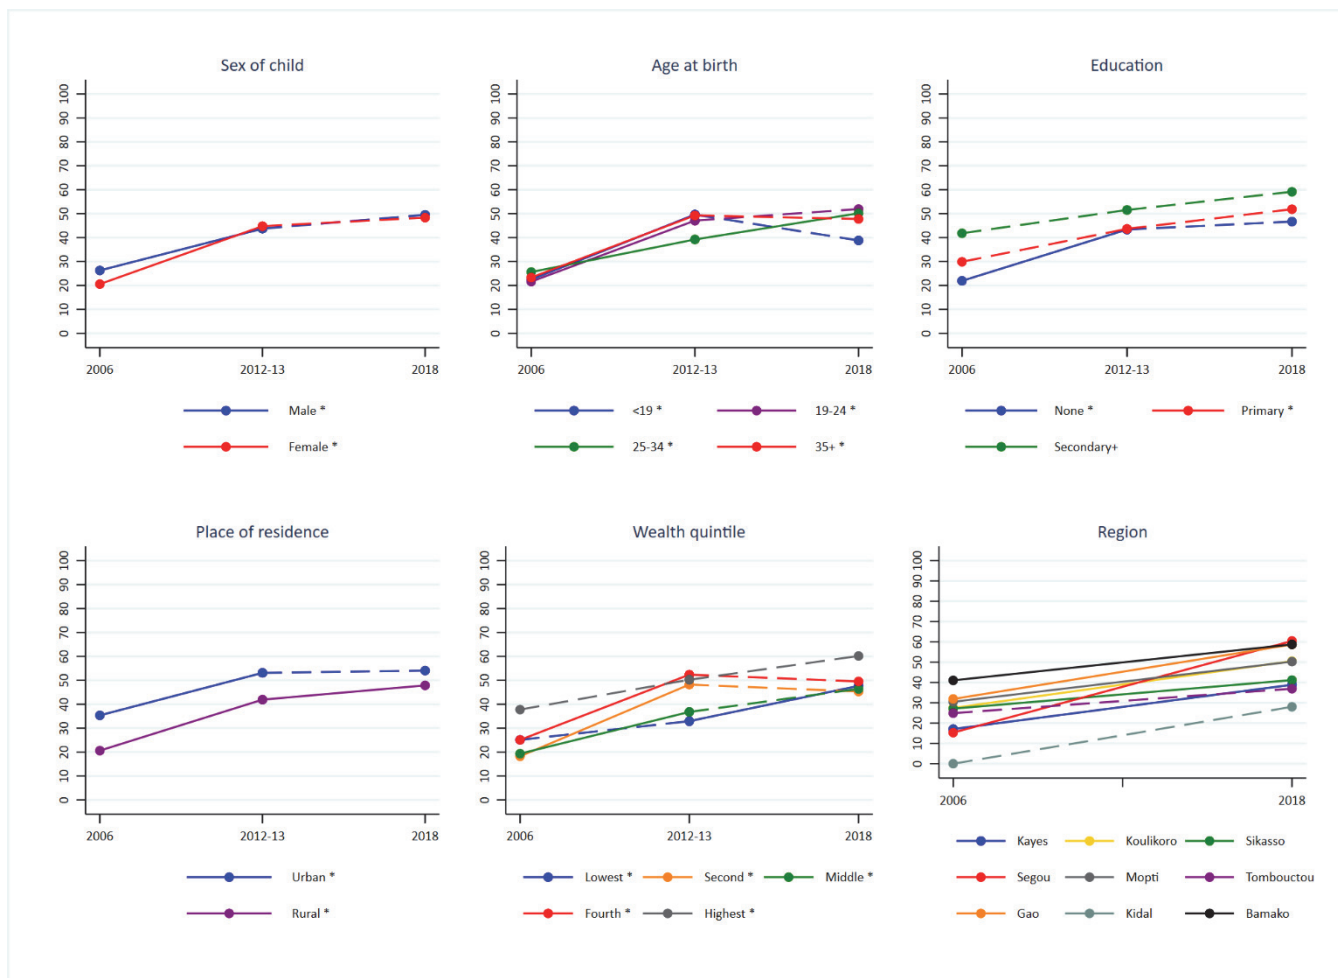 Sex of child
100
90
80
70
60
50
40
30
20
10
0
2006 2012-13 2018
Male *
Female *
Age at birth
100
90
80
70
60
50
40
30
20
10
0
2006 2012-13 2018
<19 * 19-24 *
25-34 * 35+ *
Education
100
90
80
70
60
50
40
30
20
10
0
2006 2012-13 2018
None * Primary *
Secondary+
Place of residence
100
90
80
70
60
50
40
30
20
10
0
2006 2012-13 2018
Urban *
Rural *
Wealth quintile
100
90
80
70
60
50
40
30
20
10
0
2006 2012-13 2018
Lowest * Second * Middle *
Fourth * Highest *
Region
100
90
80
70
60
50
40
30
20
10
0
2006 2018
Kayes Koulikoro Sikasso
Segou Mopti Tombouctou
Gao Kidal Bamako